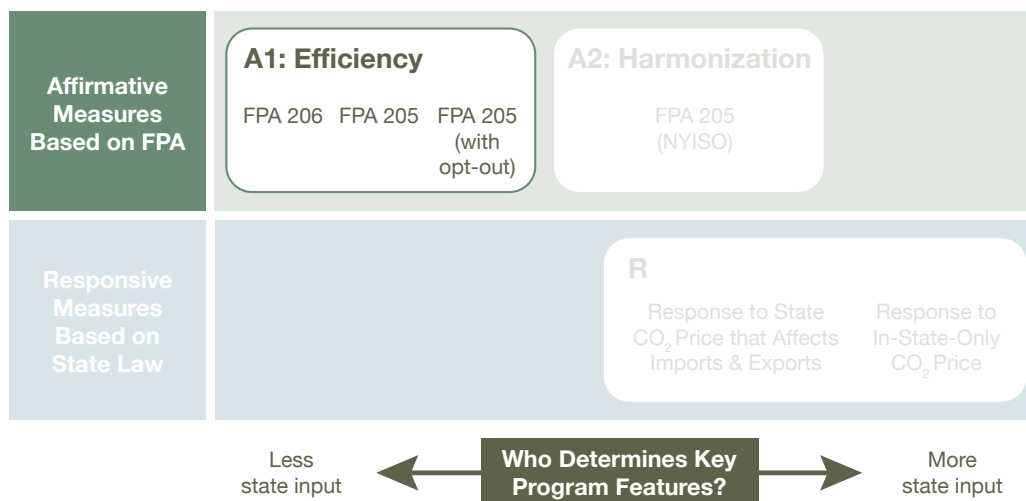 Affirmative
Measures
Based on FPA
A1: Efficiency
FPA 206
FPA 205
FPA 205
(with
opt-out)
A2: Harmonization
FPA 205
(NYISO)
Responsive
Measures
Based on
State Law
R
Response to State
CO2 Price that Affects
Imports & Exports
Response to
In-State-Only
CO2 Price
Less
state input
Who Determines Key
Program Features?
More
state input